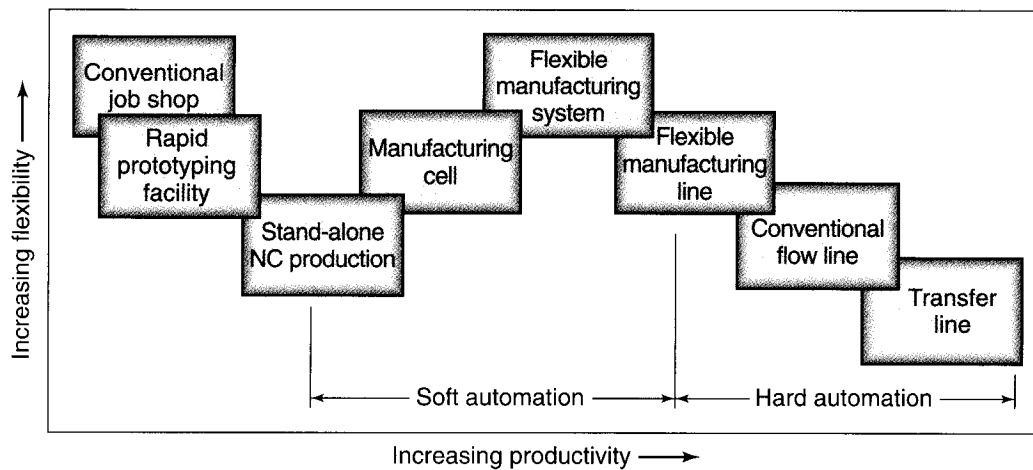 Increasing flexibility
Conventional
job shop
Rapid
prototyping
facility
Stand-alone
NC production
Manufacturing
cell
Flexible
manufacturing
system
Flexible
manufacturing
line
Conventional
flow line
Transfer
line
Soft automation
Hard automation
Increasing productivity